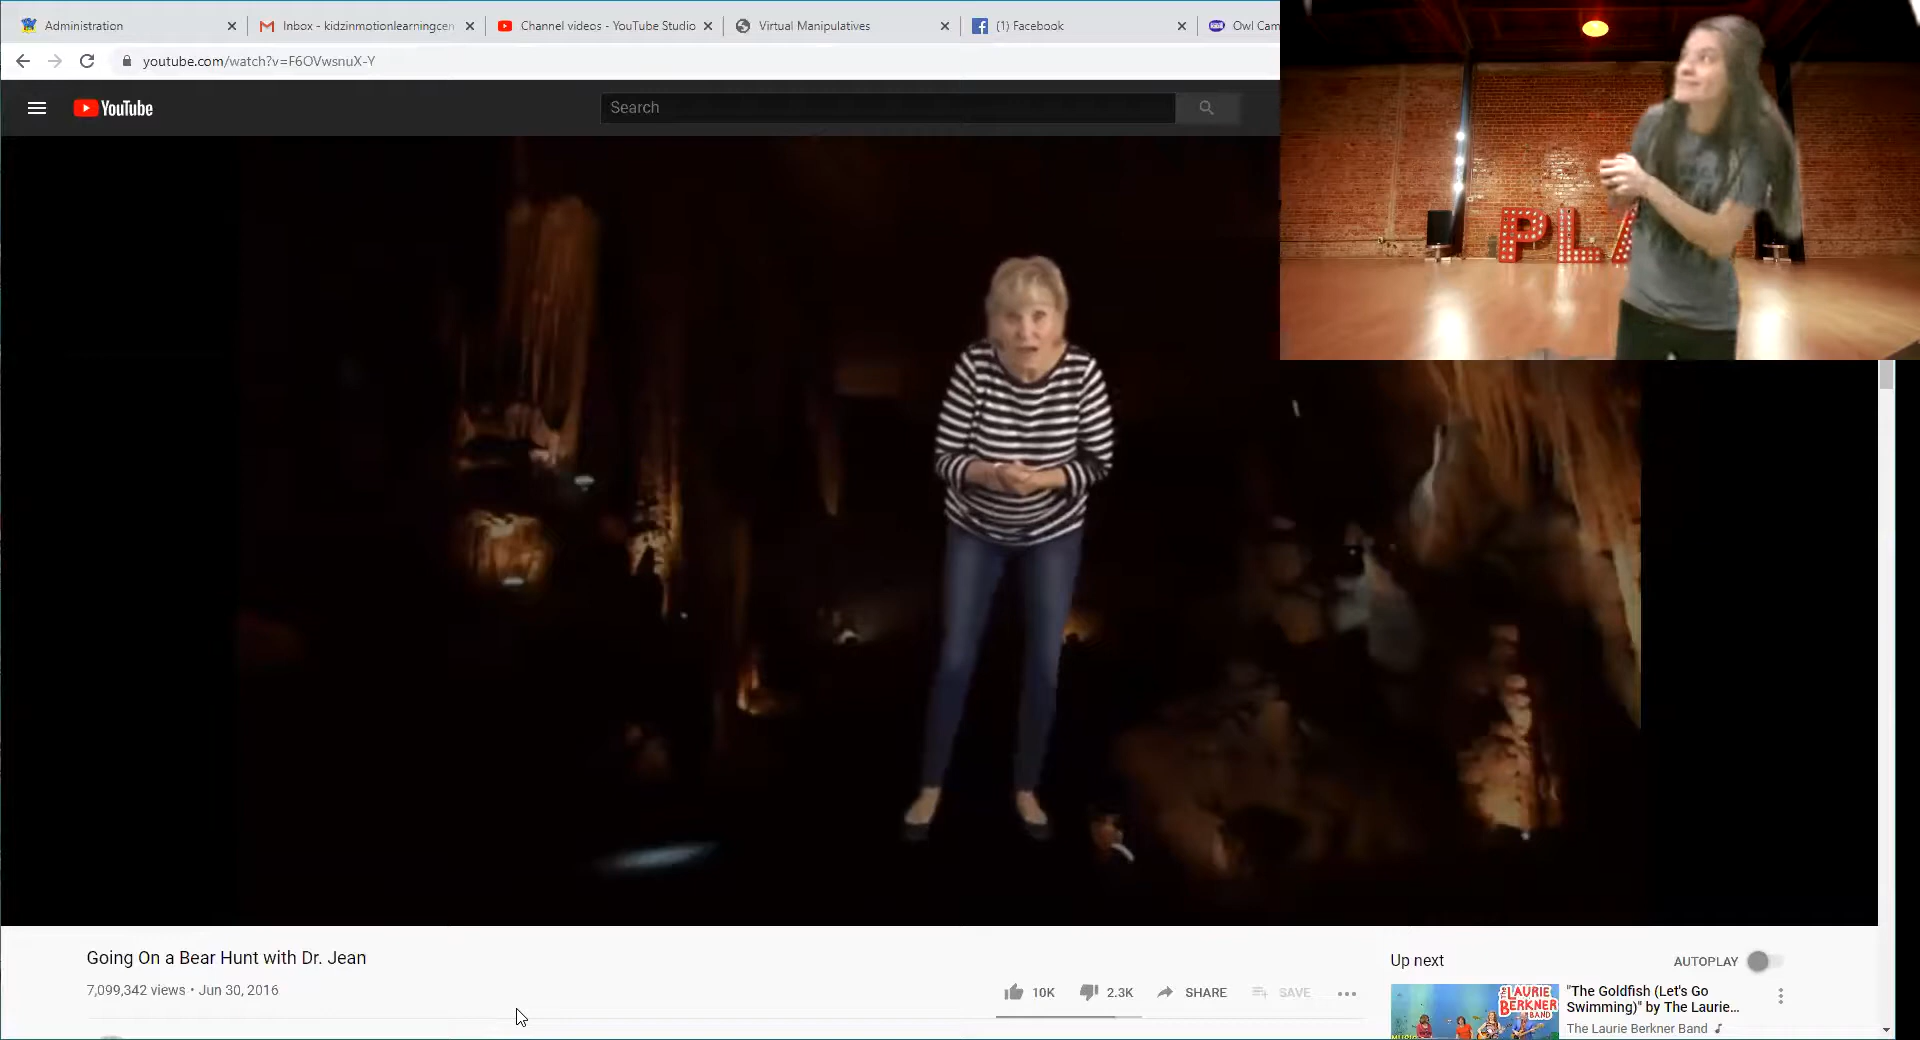 Administration
Inbox - kidzinmotionlearningcen
Channel videos - YouTube Studio
Virtual Manipulatives
(1) Facebook
Owl Cam
youtube.com/watch?v=F6OVwsnuX-Y
YouTube
Search
PLA
Going On a Bear Hunt with Dr. Jean
7,099,342 views • Jun 30, 2016
10K
2.3K
SHARE
SAVE
Up next
AUTOPLAY
THE LAURIE
BERKNER
BAND
"The Goldfish (Let's Go
Swimming)" by The Laurie...
The Laurie Berkner Band